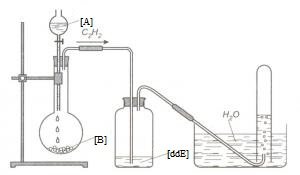 [A]
C₂H₂
H₂O
[B]
[ddE]